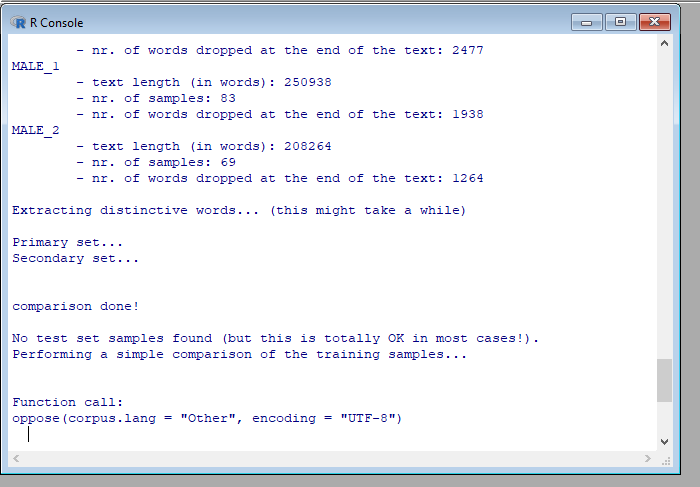 R Console
- nr. of words dropped at the end of the text: 2477
MALE_1
- text length (in words): 250938
- nr. of samples: 83
- nr. of words dropped at the end of the text: 1938
MALE_2
- text length (in words): 208264
- nr. of samples: 69
- nr. of words dropped at the end of the text: 1264
Extracting distinctive words... (this might take a while)
Primary set...
Secondary set...
comparison done!
No test set samples found (but this is totally OK in most cases!).
Performing a simple comparison of the training samples...
Function call:
oppose(corpus.lang = "Other", encoding = "UTF-8")